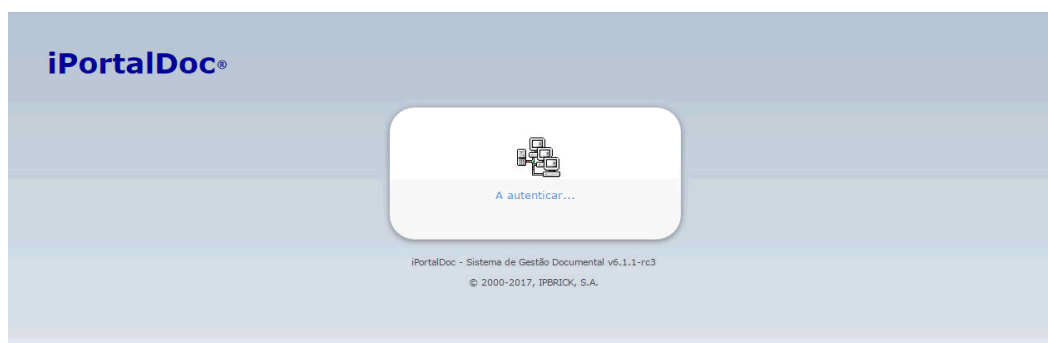 iPortalDoc®
A autenticar...
iPortalDoc - Sistema de Gestão Documental v6.1.1-rc3
© 2000-2017, IPBRICK, S.A.